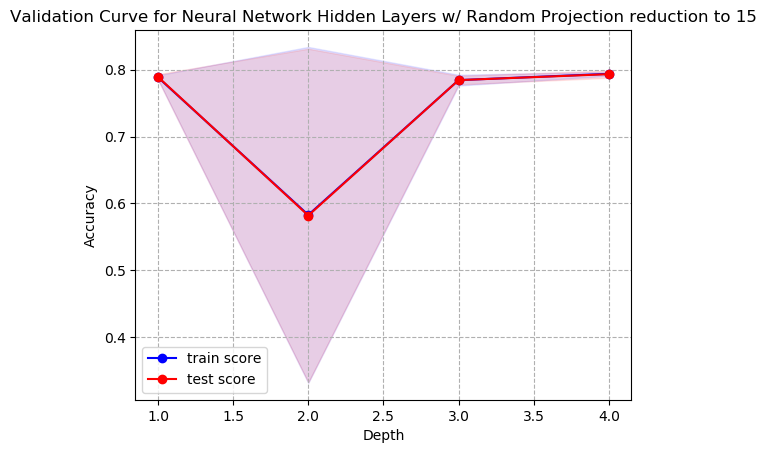 Validation Curve for Neural Network Hidden Layers w/ Random Projection reduction to 15
0.8
0.7
0.6
0.5
0.4
Accuracy
train score
test score
1.0 1.5 2.0 2.5 3.0 3.5 4.0
Depth